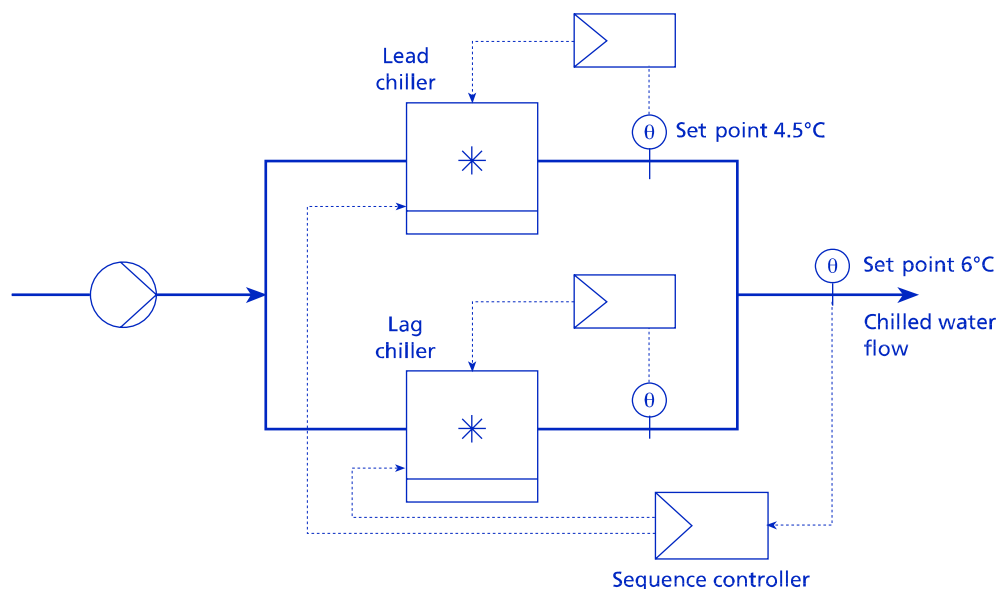 Lead
chiller
θ
Set point 4.5°C
θ
Set point 6°C
Chilled water
flow
Lag
chiller
θ
Sequence controller